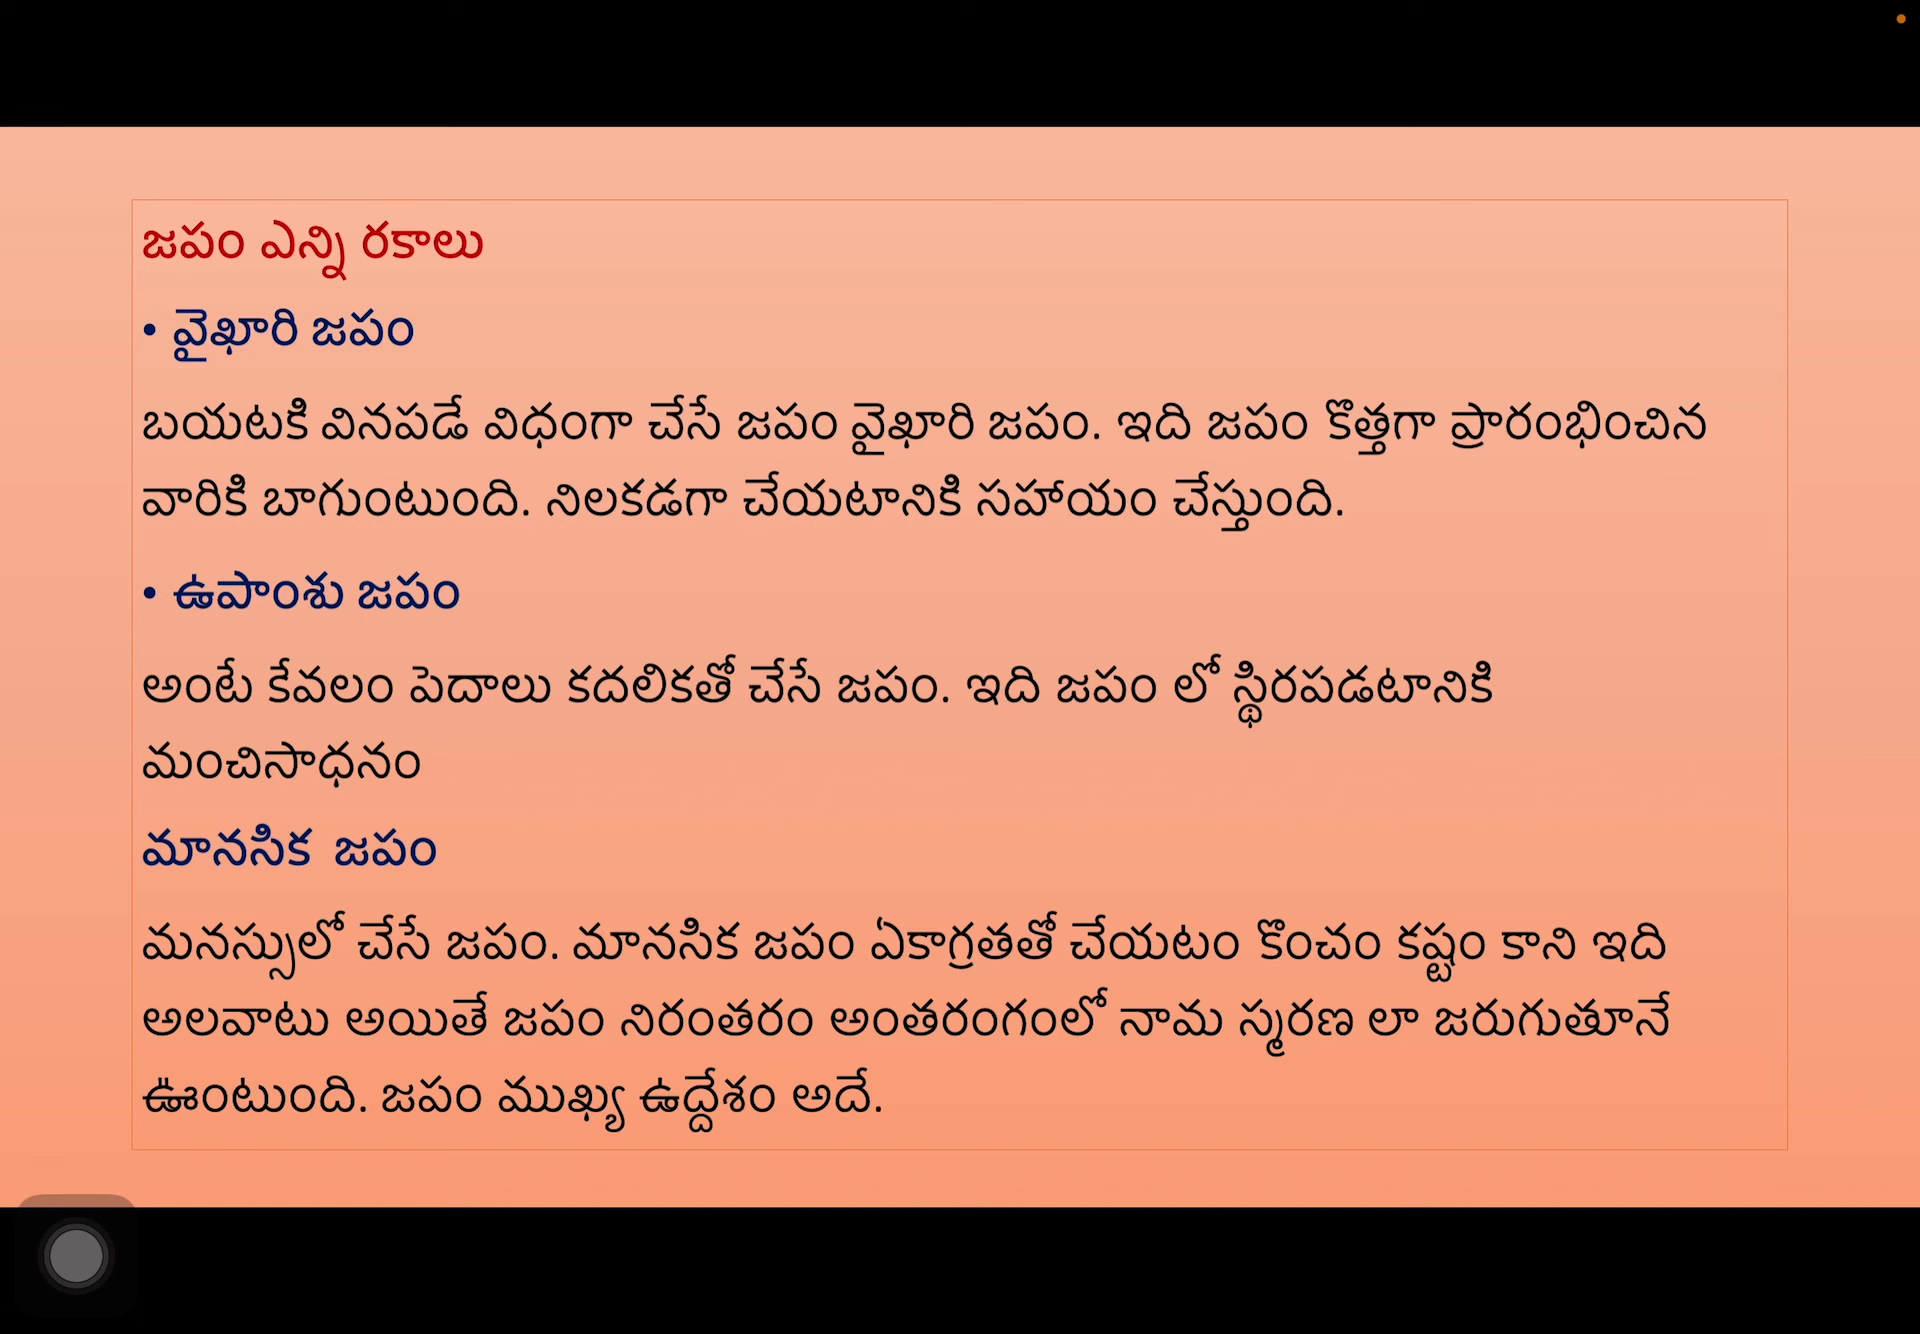 జపం ఎన్ని రకాలు
• వైఖారి జపం
బయటకి వినపడే విధంగా చేసే జపం వైఖారి జపం. ఇది జపం కొత్తగా ప్రారంభించిన
వారికి బాగుంటుంది. నిలకడగా చేయటానికి సహాయం చేస్తుంది.
• ఉపాంశు జపం
అంటే కేవలం పెదాలు కదలికతో చేసే జపం. ఇది జపం లో స్థిరపడటానికి
మంచిసాధనం
మానసిక జపం
మనస్సులో చేసే జపం. మానసిక జపం ఏకాగ్రతతో చేయటం కొంచం కష్టం కాని ఇది
అలవాటు అయితే జపం నిరంతరం అంతరంగంలో నామ స్మరణ లా జరుగుతూనే
ఊంటుంది. జపం ముఖ్య ఉద్దేశం అదే.